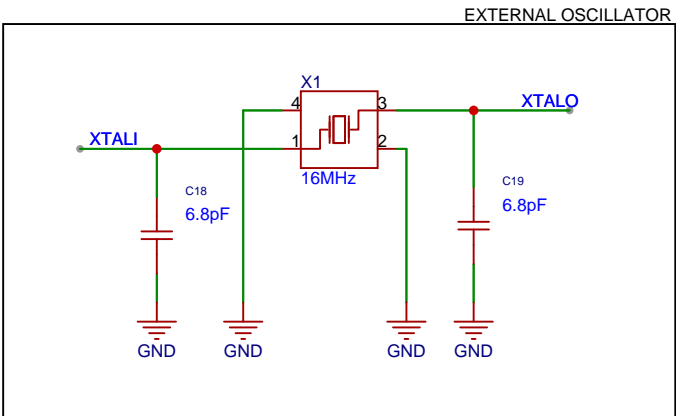 EXTERNAL OSCILLATOR
X1
4
3
XTALO
XTALI
1
2
16MHz
C18
6.8pF
C19
6.8pF
GND
GND
GND
GND